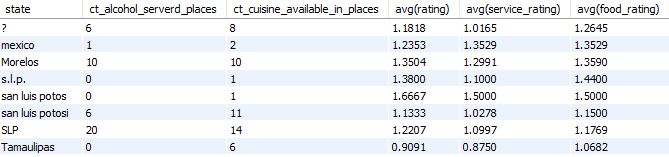 state ct_alcohol_serverd_places ct_cuisine_available_in_places avg(rating) avg(service_rating) avg(food_rating)
? 6 8 1.1818 1.0165 1.2645
mexico 1 2 1.2353 1.3529 1.3529
Morelos 10 10 1.3504 1.2991 1.3590
s.l.p. 0 1 1.3800 1.1000 1.4400
san luis potos 0 1 1.6667 1.5000 1.5000
san luis potosi 6 11 1.1333 1.0278 1.1500
SLP 20 14 1.2207 1.0997 1.1769
Tamaulipas 0 6 0.9091 0.8750 1.0682